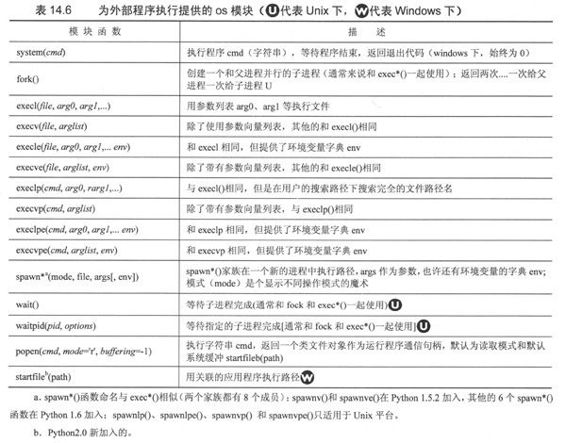 表 14.6 为外部程序执行提供的 os 模块（U代表 Unix 下，W代表 Windows 下）
模 块 函 数 描 述
system(cmd) 执行程序 cmd（字符串），等待程序结束，返回退出代码（windows 下，始终为 0）
fork() 创建一个和父进程并行的子进程（通常来说和 exec*()一起使用）；返回两次....一次给父
进程一次给子进程 U
execl(file, arg0, arg1,...) 用参数列表 arg0、arg1 等执行文件
execv(file, arglist) 除了使用参数向量列表，其他的和 execl()相同
execle(file, arg0, arg1,... env) 和 execl 相同，但提供了环境变量字典 env
execve(file, arglist, env) 除了带有参数向量列表，其他的和 execle()相同
execlp(cmd, arg0, rarg1,...) 与 execl()相同，但是在用户的搜索路径下搜索完全的文件路径名
execvp(cmd, arglist) 除了带有参数向量列表，与 execlp()相同
execlpe(cmd, arg0, arg1,... env) 和 execlp 相同，但提供了环境变量字典 env
execvpe(cmd, arglist, env) 和 execvp 相同，但提供了环境变量字典 env
spawn*a(mode, file, args[, env]) spawn*()家族在一个新的进程中执行路径，args 作为参数，也许还有环境变量的字典 env;
模式（mode）是个显示不同操作模式的魔术
wait() 等待子进程完成(通常和 fock 和 exec*()一起使用)U
waitpid(pid, options) 等待指定的子进程完成[通常和 fock 和 exec*()一起使用]U
popen(cmd, mode='r', buffering=-1) 执行字符串 cmd，返回一个类文件对象作为运行程序通信句柄，默认为读取模式和默认
系统缓冲 startfileb(path)
startfileb(path) 用关联的应用程序执行路径W
a．spawn*()函数命名与 exec*()相似（两个家族都有 8 个成员）；spawnv()和 spawnve()在 Python 1.5.2 加入，其他的 6 个 spawn*()
函数在 Python 1.6 加入；spawnlp()、spawnlpe()、spawnvp() 和 spawnvpe()只适用于 Unix 平台。
b．Python2.0 新加入的。